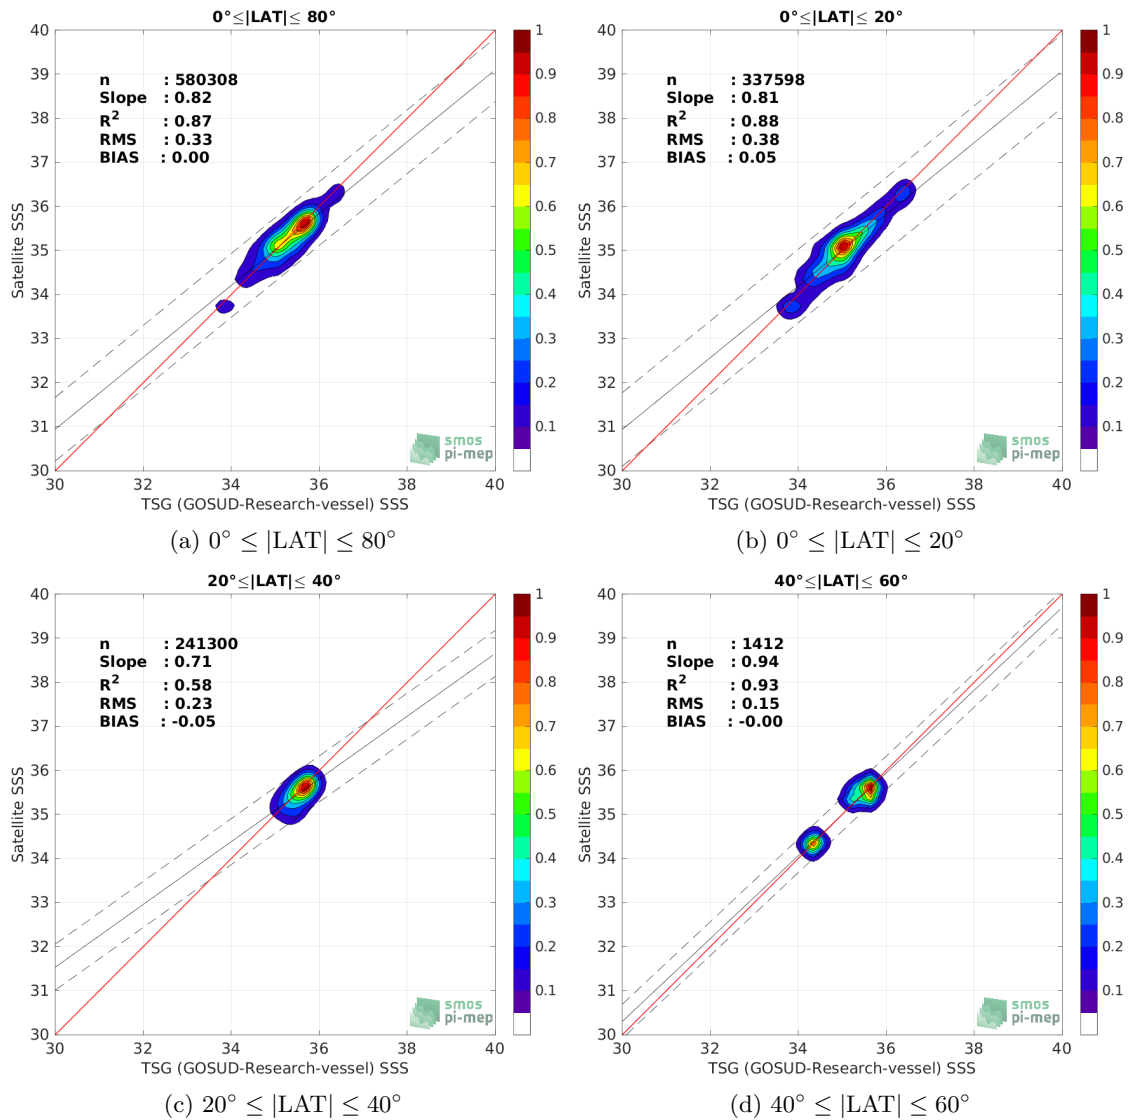 0°≤|LAT|≤ 80°
n : 580308
Slope : 0.82
R2 : 0.87
RMS : 0.33
BIAS : 0.00
Satellite SSS
40
39
38
37
36
35
34
33
32
31
30
30 32 34 36 38 40
TSG (GOSUD-Research-vessel) SSS
1
0.9
0.8
0.7
0.6
0.5
0.4
0.3
0.2
0.1
smos
pi-mep
(a) 0° ≤ |LAT| ≤ 80°
0°≤|LAT|≤ 20°
n : 337598
Slope : 0.81
R2 : 0.88
RMS : 0.38
BIAS : 0.05
Satellite SSS
40
39
38
37
36
35
34
33
32
31
30
30 32 34 36 38 40
TSG (GOSUD-Research-vessel) SSS
1
0.9
0.8
0.7
0.6
0.5
0.4
0.3
0.2
0.1
smos
pi-mep
(b) 0° ≤ |LAT| ≤ 20°
20°≤|LAT|≤ 40°
n : 241300
Slope : 0.71
R2 : 0.58
RMS : 0.23
BIAS : -0.05
Satellite SSS
40
39
38
37
36
35
34
33
32
31
30
30 32 34 36 38 40
TSG (GOSUD-Research-vessel) SSS
1
0.9
0.8
0.7
0.6
0.5
0.4
0.3
0.2
0.1
smos
pi-mep
(c) 20° ≤ |LAT| ≤ 40°
40°≤|LAT|≤ 60°
n : 1412
Slope : 0.94
R2 : 0.93
RMS : 0.15
BIAS : -0.00
Satellite SSS
40
39
38
37
36
35
34
33
32
31
30
30 32 34 36 38 40
TSG (GOSUD-Research-vessel) SSS
1
0.9
0.8
0.7
0.6
0.5
0.4
0.3
0.2
0.1
smos
pi-mep
(d) 40° ≤ |LAT| ≤ 60°